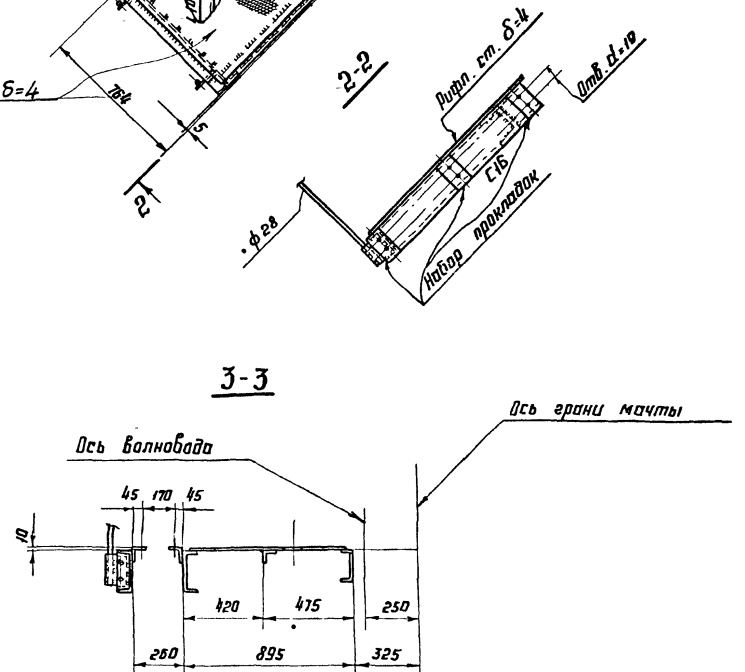 δ=4
764
5
2
2-2
Рифл. ст. δ=4
Отв. d=19
С16
Набор прокладок
ф28
3-3
Ось грани мачты
Ось волновода
45 170 45
10
420 475 250
260 895 325